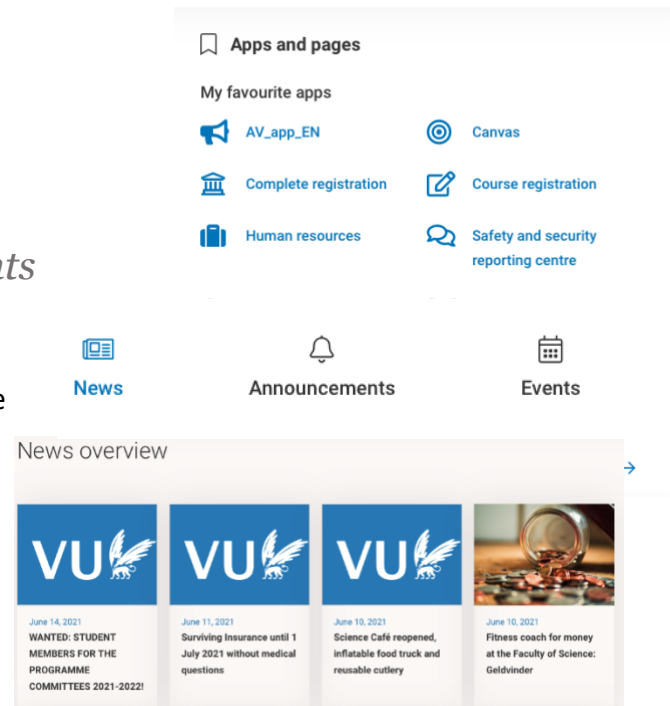 Apps and pages
My favourite apps
AV_app_EN
Canvas
Complete registration
Course registration
Human resources
Safety and security
reporting centre
News
Announcements
Events
News overview
VU
VU
VU
June 14, 2021
WANTED: STUDENT
MEMBERS FOR THE
PROGRAMME
COMMITTEES 2021-2022!
June 11, 2021
Surviving Insurance until 1
July 2021 without medical
questions
June 10, 2021
Science Café reopened,
inflatable food truck and
reusable cutlery
June 10, 2021
Fitness coach for money
at the Faculty of Science:
Geldvinder